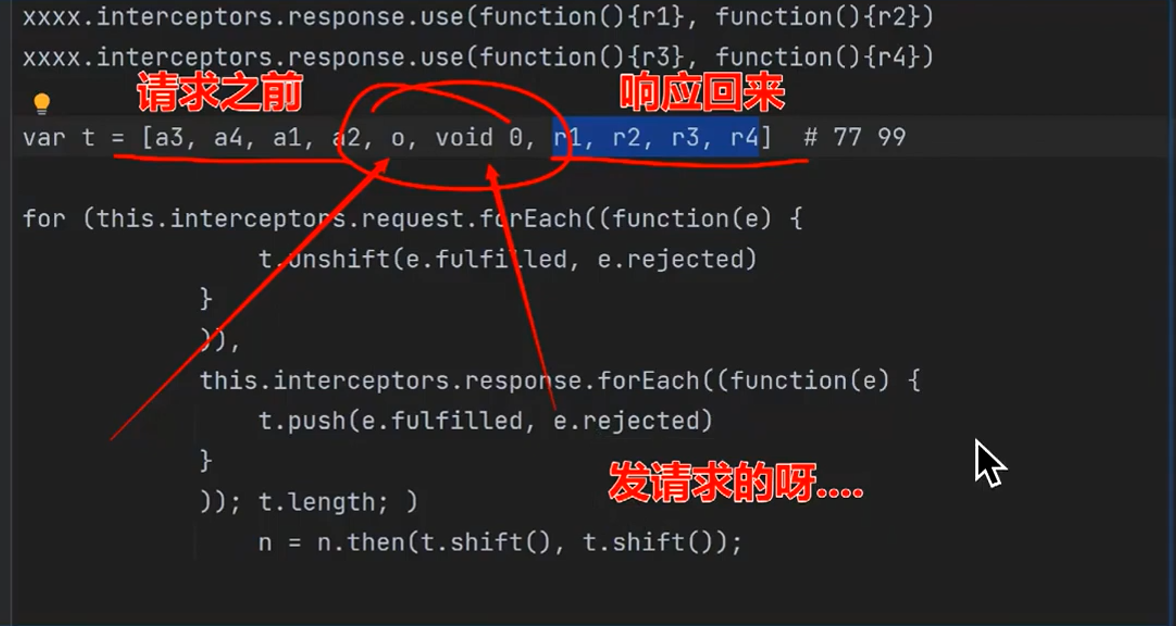 xxxx.interceptors.response.use(function(){r1}, function(){r2})
xxxx.interceptors.response.use(function(){r3}, function(){r4})
请求之前 响应回来
var t = [a3, a4, a1, a2, o, void 0, r1, r2, r3, r4] # 77 99
for (this.interceptors.request.forEach((function(e) {
t.unshift(e.fulfilled, e.rejected)
}
)),
this.interceptors.response.forEach((function(e) {
t.push(e.fulfilled, e.rejected)
}
发请求的呀....
)); t.length; )
n = n.then(t.shift(), t.shift());